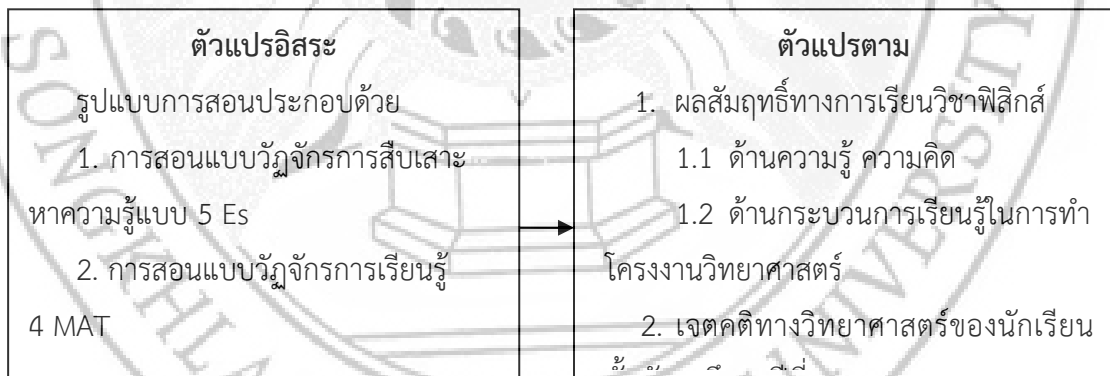 ตัวแปรอิสระ
รูปแบบการสอนประกอบด้วย
1. การสอนแบบวัฏจักรการสืบเสาะ
หาความรู้แบบ 5 Es
2. การสอนแบบวัฏจักรการเรียนรู้
4 MAT
ตัวแปรตาม
1. ผลสัมฤทธิ์ทางการเรียนวิชาฟิสิกส์
1.1 ด้านความรู้ ความคิด
1.2 ด้านกระบวนการเรียนรู้ในการทำ
โครงงานวิทยาศาสตร์
2. เจตคติทางวิทยาศาสตร์ของนักเรียน
SONGKHLA
UNIVERSITY